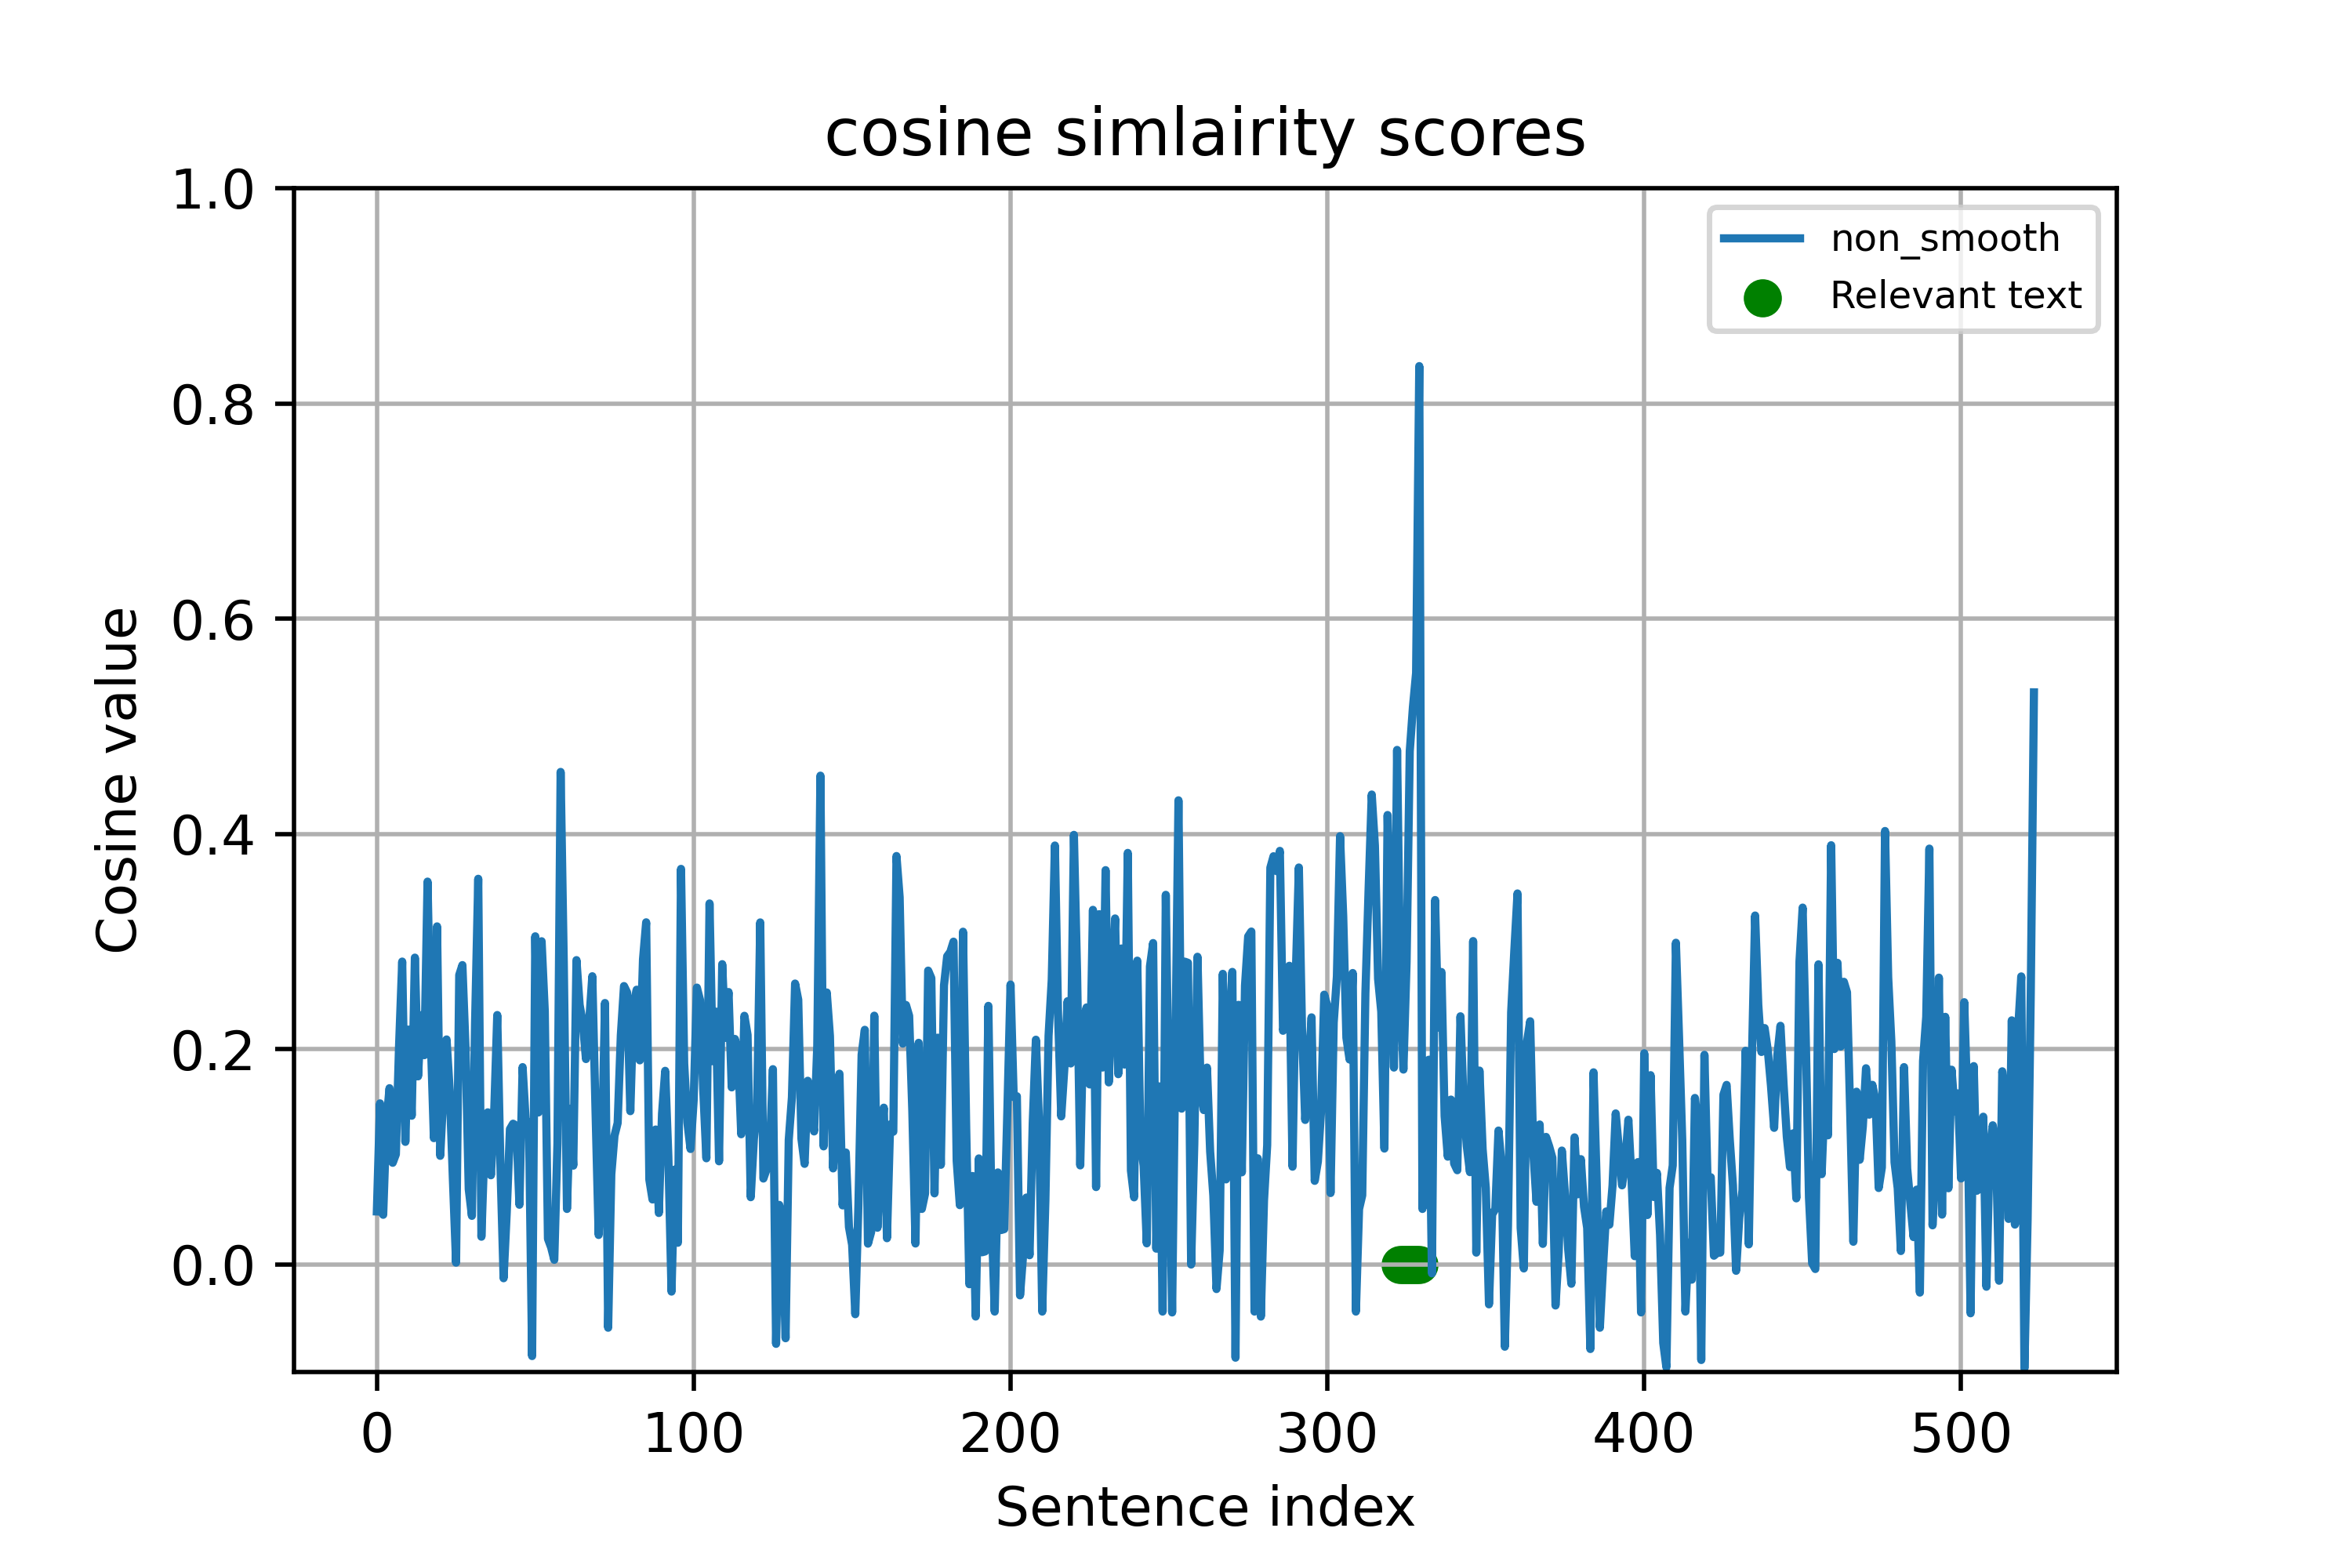 cosine simlairity scores
non_smooth
Relevant text
Cosine value
1.0
0.8
0.6
0.4
0.2
0.0
0 100 200 300 400 500
Sentence index